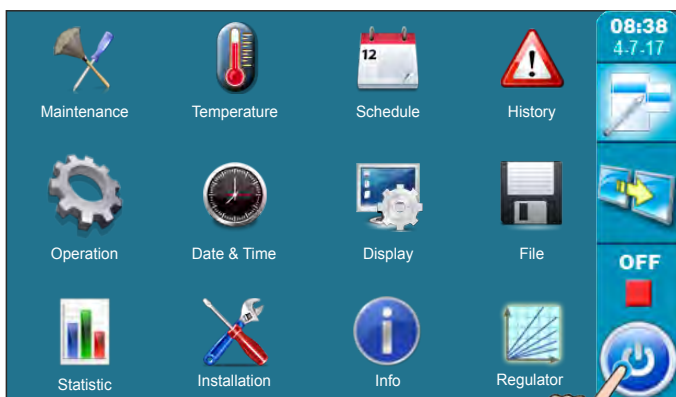 Maintenance
Temperature
12
Schedule
History
08:38
4-7-17
Operation
Date & Time
Display
File
OFF
Statistic
Installation
Info
Regulator